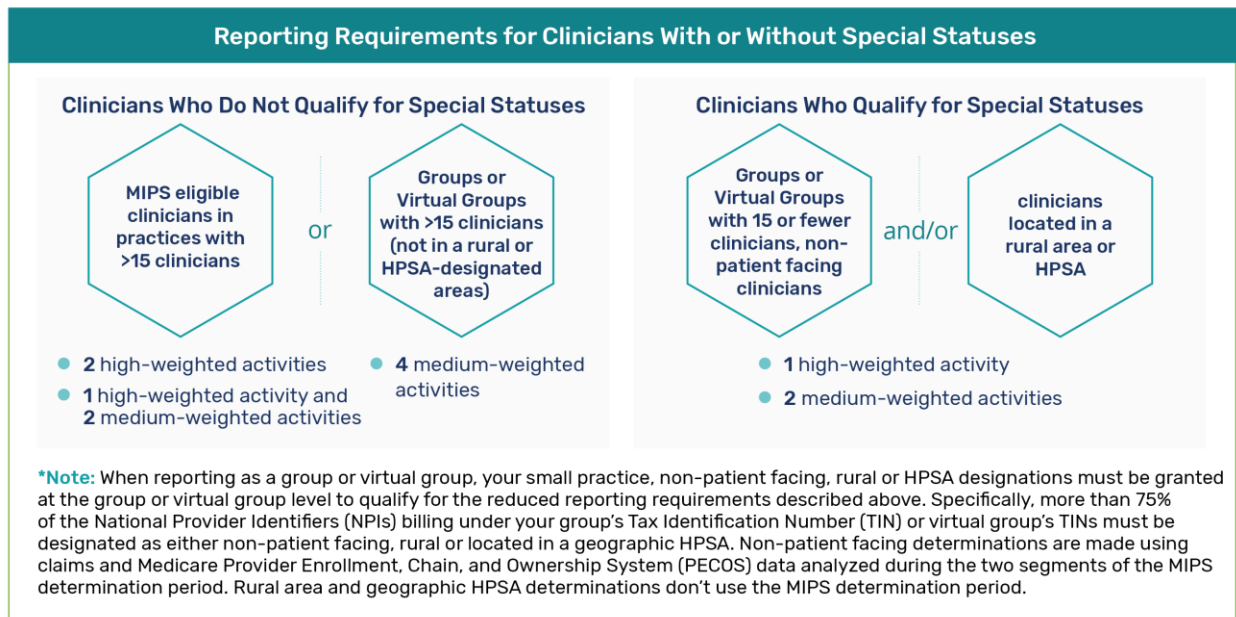 Reporting Requirements for Clinicians With or Without Special Statuses
Clinicians Who Do Not Qualify for Special Statuses
MIPS eligible
clinicians in
practices with
>15 clinicians
or
Groups or
Virtual Groups
with >15 clinicians
(not in a rural or
HPSA-designated
areas)
2 high-weighted activities
1 high-weighted activity and
2 medium-weighted activities
4 medium-weighted
activities
Clinicians Who Qualify for Special Statuses
Groups or
Virtual Groups
with 15 or fewer
clinicians, non-
patient facing
clinicians
and/or
clinicians
located in a
rural area or
HPSA
1 high-weighted activity
2 medium-weighted activities
*Note: When reporting as a group or virtual group, your small practice, non-patient facing, rural or HPSA designations must be granted
at the group or virtual group level to qualify for the reduced reporting requirements described above. Specifically, more than 75%
of the National Provider Identifiers (NPIs) billing under your group's Tax Identification Number (TIN) or virtual group's TINs must be
designated as either non-patient facing, rural or located in a geographic HPSA. Non-patient facing determinations are made using
claims and Medicare Provider Enrollment, Chain, and Ownership System (PECOS) data analyzed during the two segments of the MIPS
determination period. Rural area and geographic HPSA determinations don't use the MIPS determination period.